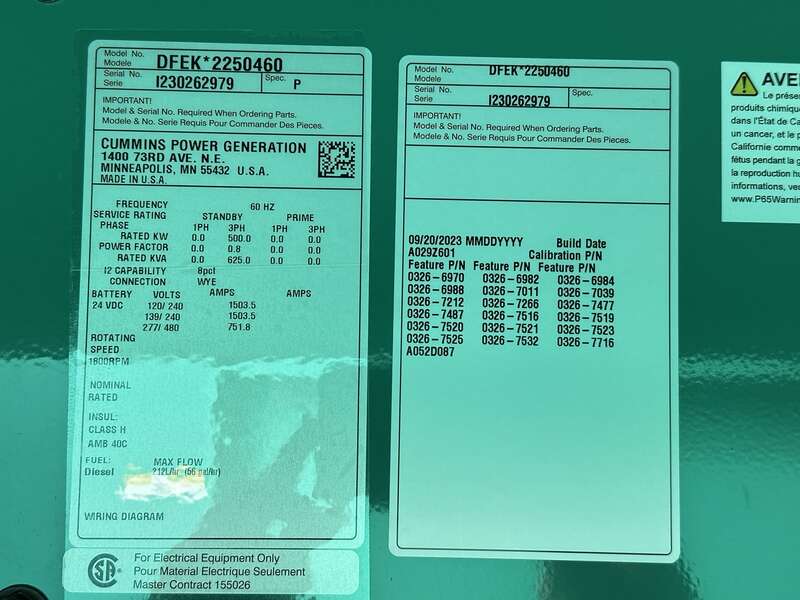 Model No. DFEK*2250460
Modele
Serial No. I230262979 Spec. P
Serie
IMPORTANT!
Model & Serial No. Required When Ordering Parts.
Modele & No. Serie Requis Pour Commander Des Pieces.
CUMMINS POWER GENERATION
1400 73RD AVE. N.E.
MINNEAPOLIS, MN 55432 U.S.A.
MADE IN U.S.A.
FREQUENCY 60 HZ
SERVICE RATING STANDBY PRIME
PHASE 1PH 3PH 1PH 3PH
RATED KW 0.0 500.0 0.0 0.0
POWER FACTOR 0.0 0.8 0.0 0.0
RATED KVA 0.0 625.0 0.0 0.0
I2 CAPABILITY 8pct
CONNECTION WYE
BATTERY VOLTS AMPS AMPS
24 VDC 120/ 240 1503.5
139/ 240 1503.5
277/ 480 751.8
ROTATING
SPEED
1800RPM
NOMINAL
RATED
INSUL:
CLASS H
AMB 40C
FUEL: MAX FLOW
Diesel 212L/hr (56 gal/hr)
WIRING DIAGRAM
For Electrical Equipment Only
Pour Material Electrique Seulement
Master Contract 155026
Model No. DFEK*2250460
Modele
Serial No. I230262979 Spec.
Serie
IMPORTANT!
Model & Serial No. Required When Ordering Parts.
Modele & No. Serie Requis Pour Commander Des Pieces.
09/20/2023 MMDDYYYY Build Date
A029Z601 Calibration P/N
Feature P/N Feature P/N Feature P/N
0326-6970 0326-6982 0326-6984
0326-6988 0326-7011 0326-7039
0326-7212 0326-7266 0326-7477
0326-7487 0326-7516 0326-7519
0326-7520 0326-7521 0326-7523
0326-7525 0326-7532 0326-7716
A052D087
AVE
Le prése
produits chimiqu
dans l'État de Ca
un cancer, et le p
Californie comme
fétus pendant la g
la reproduction hu
informations, veu
www.P65Warnin